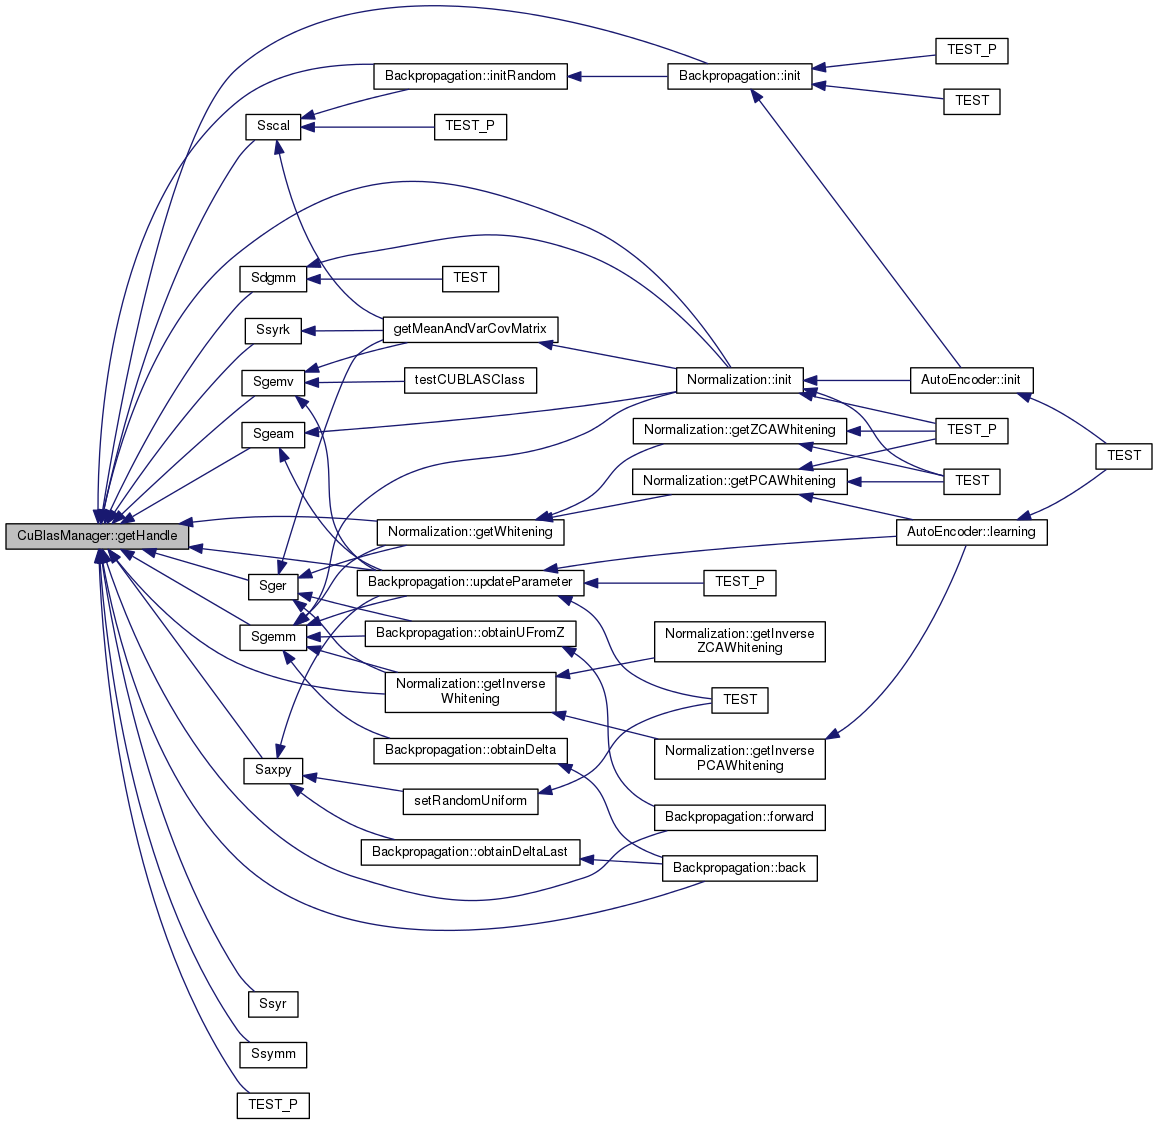 TEST_P
Backpropagation::initRandom
Backpropagation::init
TEST
Sscal
TEST_P
Sdgmm
TEST
Ssyrk
getMeanAndVarCovMatrix
Sgemv
testCUBLASClass
Normalization::init
AutoEncoder::init
Sgeam
Normalization::getZCAWhitening
TEST_P
TEST
Normalization::getPCAWhitening
TEST
CuBlasManager::getHandle
Normalization::getWhitening
AutoEncoder::learning
Sger
Backpropagation::updateParameter
TEST_P
Sgemm
Backpropagation::obtainUFromZ
Normalization::getInverse
ZCAWhitening
Normalization::getInverse
Whitening
TEST
Backpropagation::obtainDelta
Normalization::getInverse
PCAWhitening
Saxpy
setRandomUniform
Backpropagation::forward
Backpropagation::obtainDeltaLast
Backpropagation::back
Ssyr
Ssymm
TEST_P